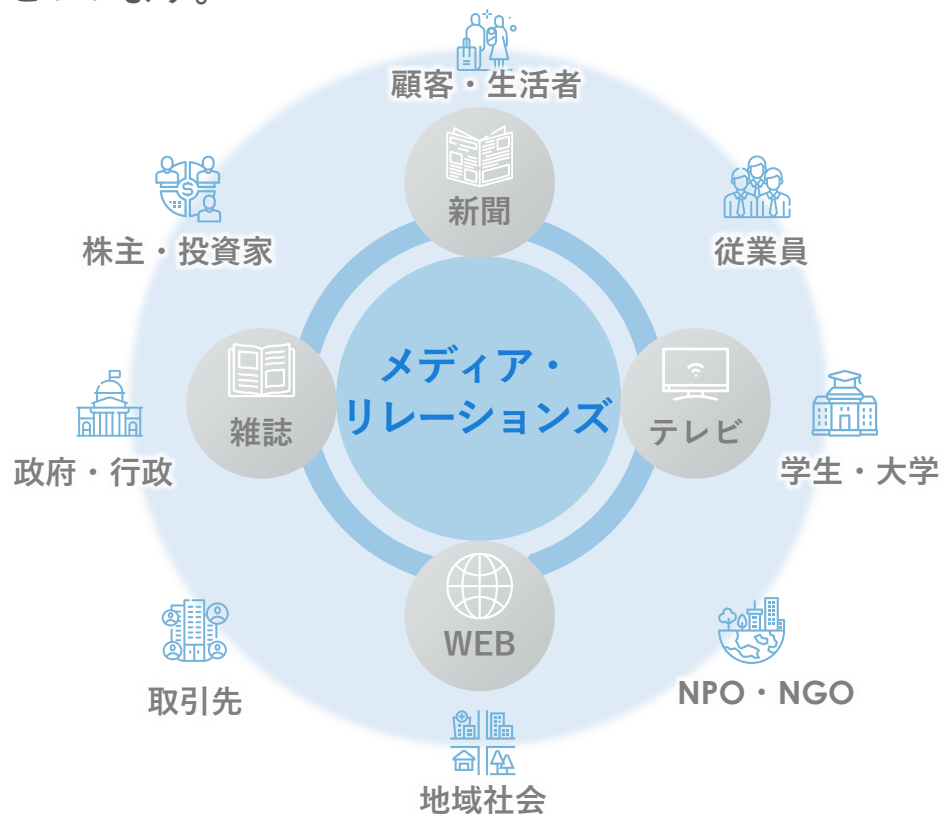 顧客・生活者
新聞
株主・投資家
従業員
メディア・
リレーションズ
雑誌
テレビ
政府・行政
学生・大学
WEB
取引先
NPO・NGO
地域社会